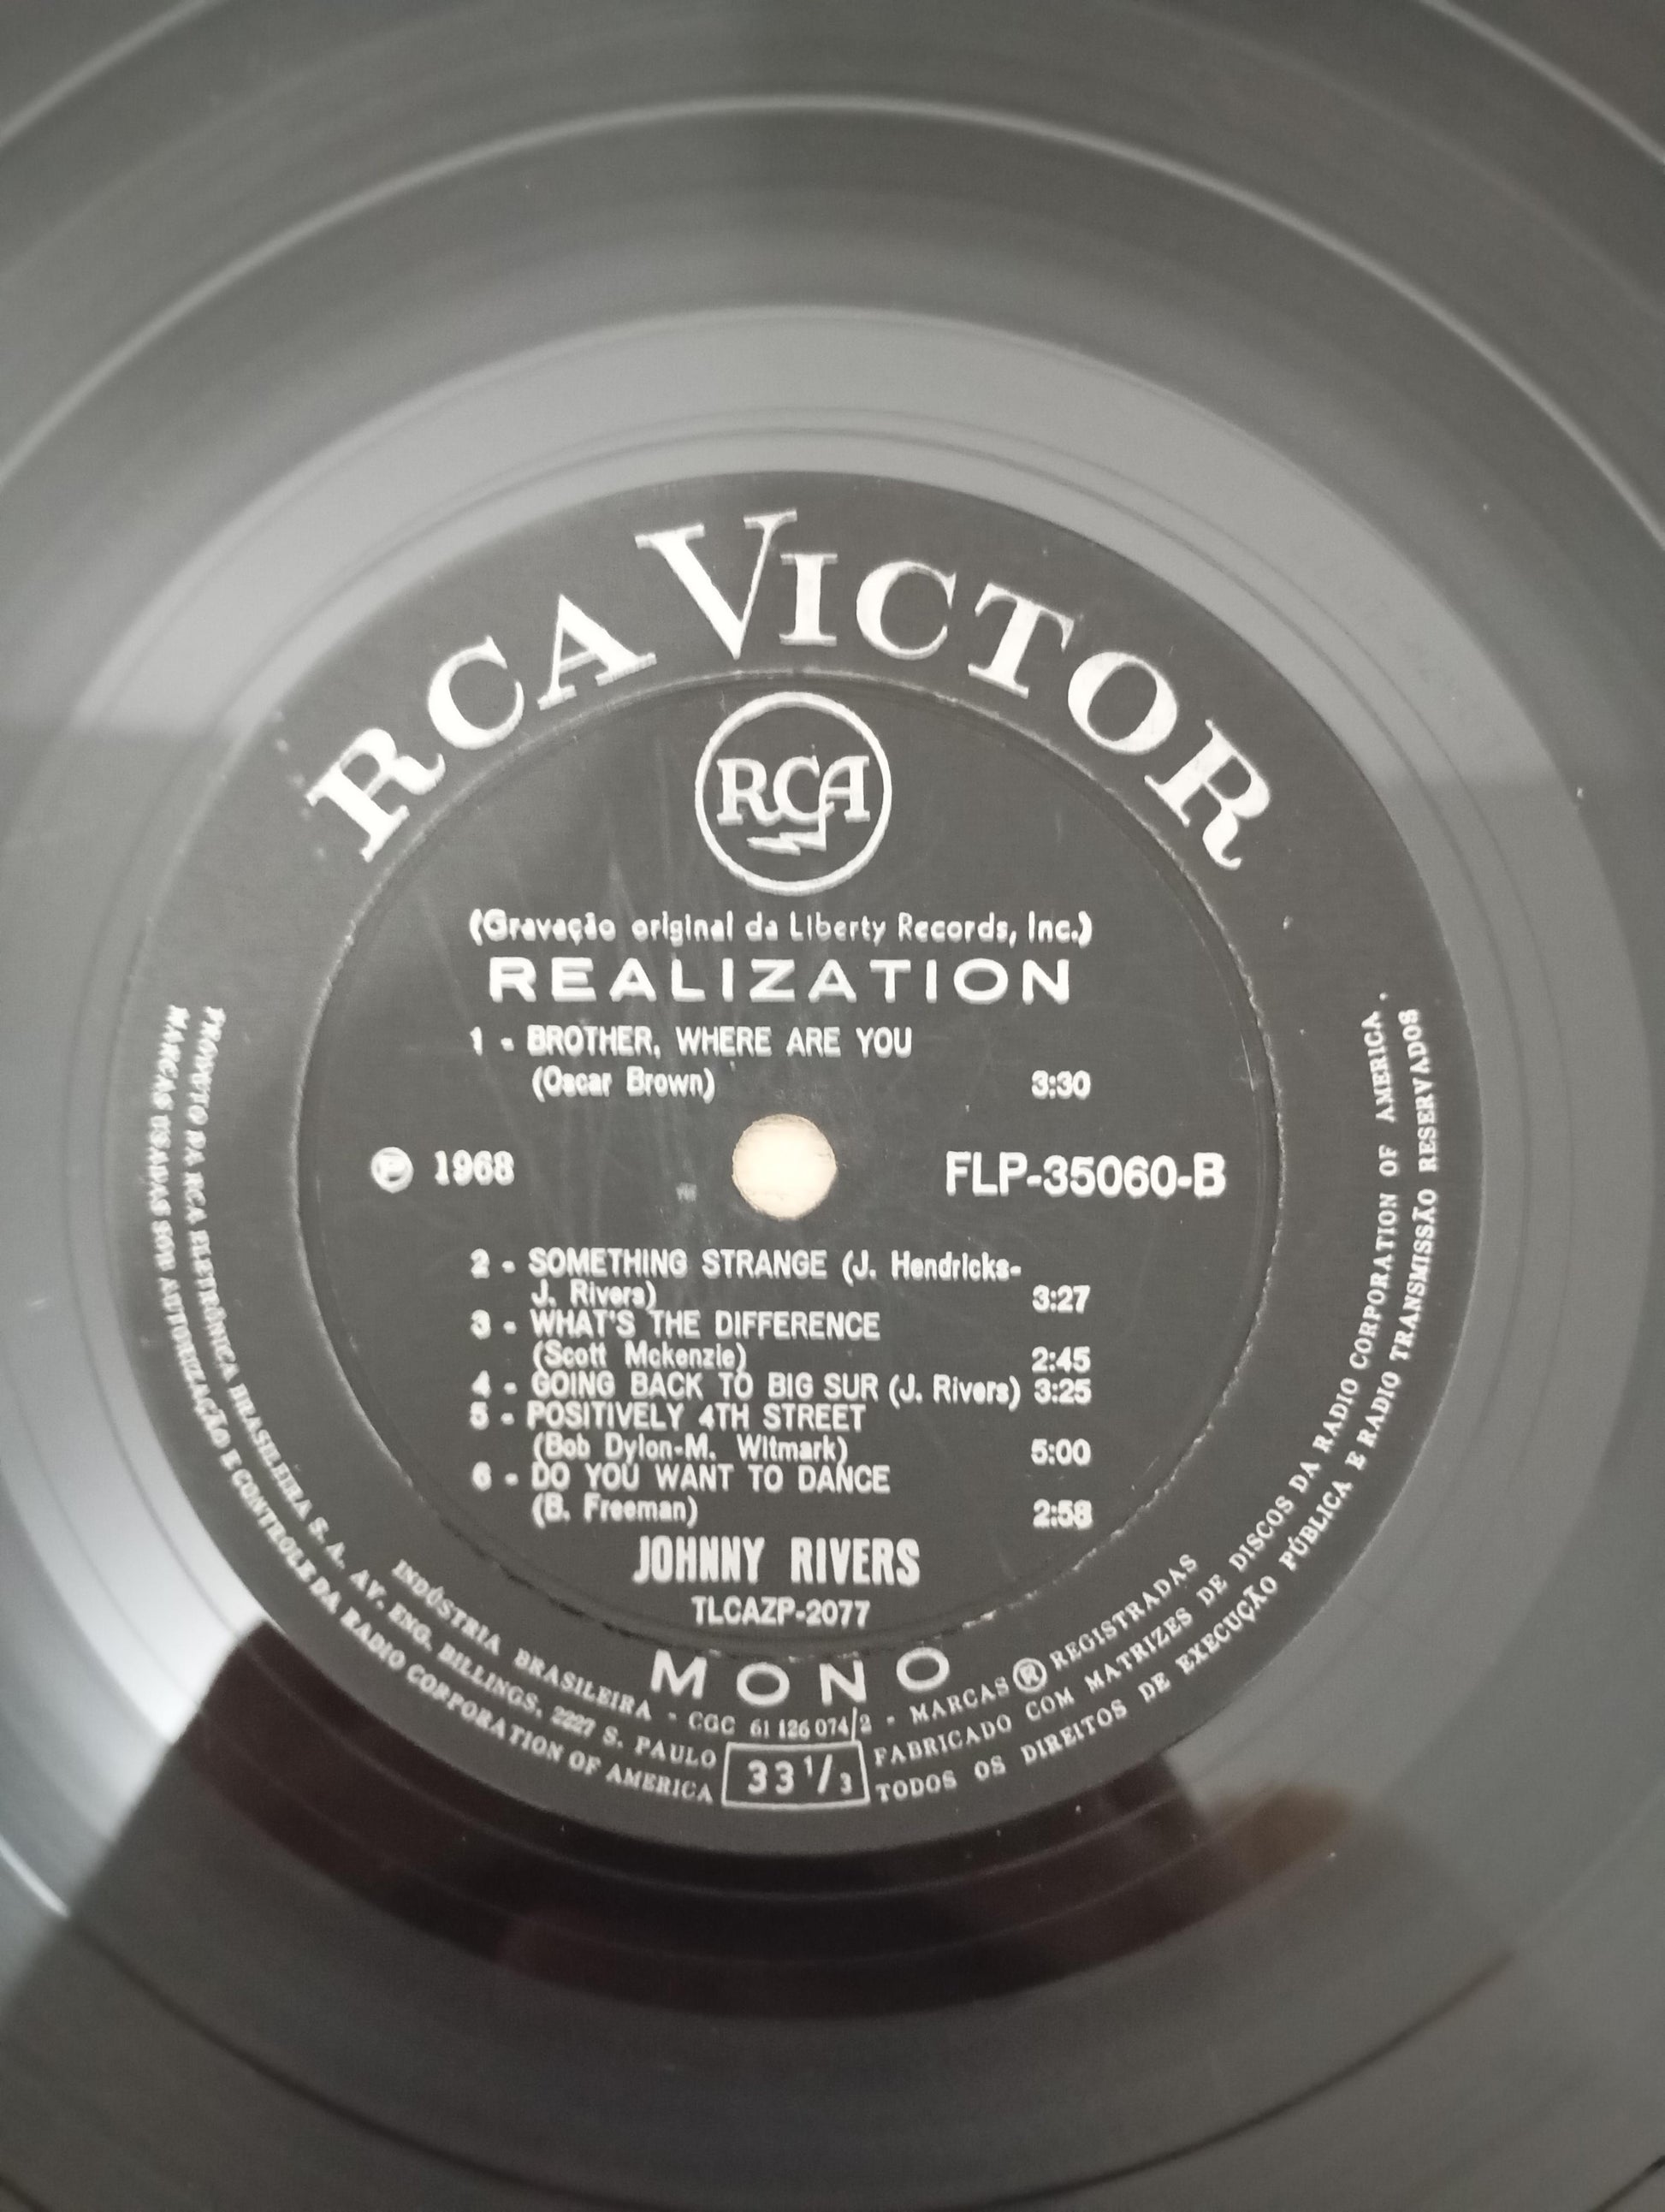 RCA VICTOR
RCA
(Gravação original da Liberty Records, Inc.)
REALIZATION
1 - BROTHER, WHERE ARE YOU
(Oscar Brown) 3:30
℗ 1968
FLP-35060-B
2 - SOMETHING STRANGE (J. Hendricks-
J. Rivers) 3:27
3 - WHAT'S THE DIFFERENCE
(Scott Mckenzie) 2:45
4 - GOING BACK TO BIG SUR (J. Rivers) 3:25
5 - POSITIVELY 4TH STREET
(Bob Dylon-M. Witmark) 5:00
6 - DO YOU WANT TO DANCE
(B. Freeman) 2:58
JOHNNY RIVERS
TLCAZP-2077
MONO
INDÚSTRIA BRASILEIRA - CGC 61 126 074/2 - MARCAS ® REGISTRADAS
PRODUTO DA RCA ELETRÔNICA BRASILEIRA S. A. AV. ENG. BILLINGS, 2227 S. PAULO
MARCAS USADAS SOB AUTORIZAÇÃO E CONTROLE DA RADIO CORPORATION OF AMERICA
33 1/3
FABRICADO COM MATRIZES DE DISCOS DA RADIO CORPORATION OF AMERICA.
TODOS OS DIREITOS DE EXECUÇÃO PÚBLICA E RADIO TRANSMISSÃO RESERVADOS